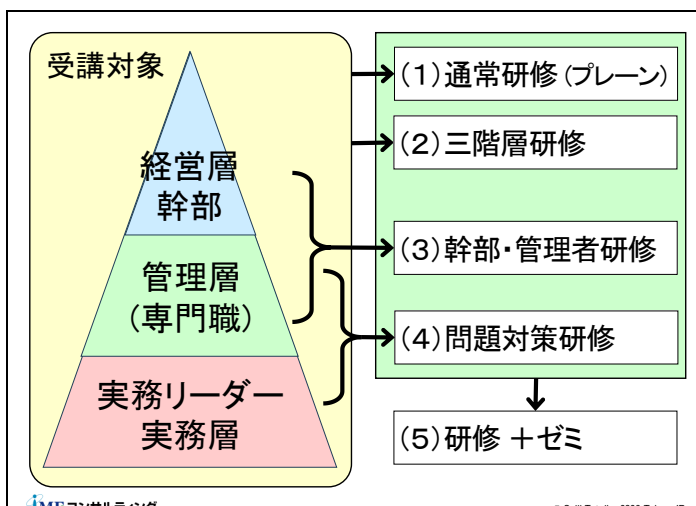 受講対象
経営層
幹部
管理層
(専門職)
実務リーダー
実務層
(1)通常研修(プレーン)
(2)三階層研修
(3)幹部・管理者研修
(4)問題対策研修
(5)研修 +ゼミ